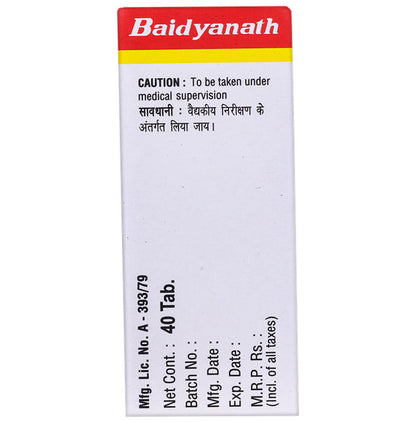 Baidyanath
CAUTION : To be taken under
medical supervision
सावधानी : वैद्यकीय निरीक्षण के
अंतर्गत लिया जाय।
Mfg. Lic. No. A - 393/79
Net Cont. : 40 Tab.
Batch No. :
Mfg. Date :
Exp. Date :
M.R.P. Rs. :
(Incl. of all taxes)